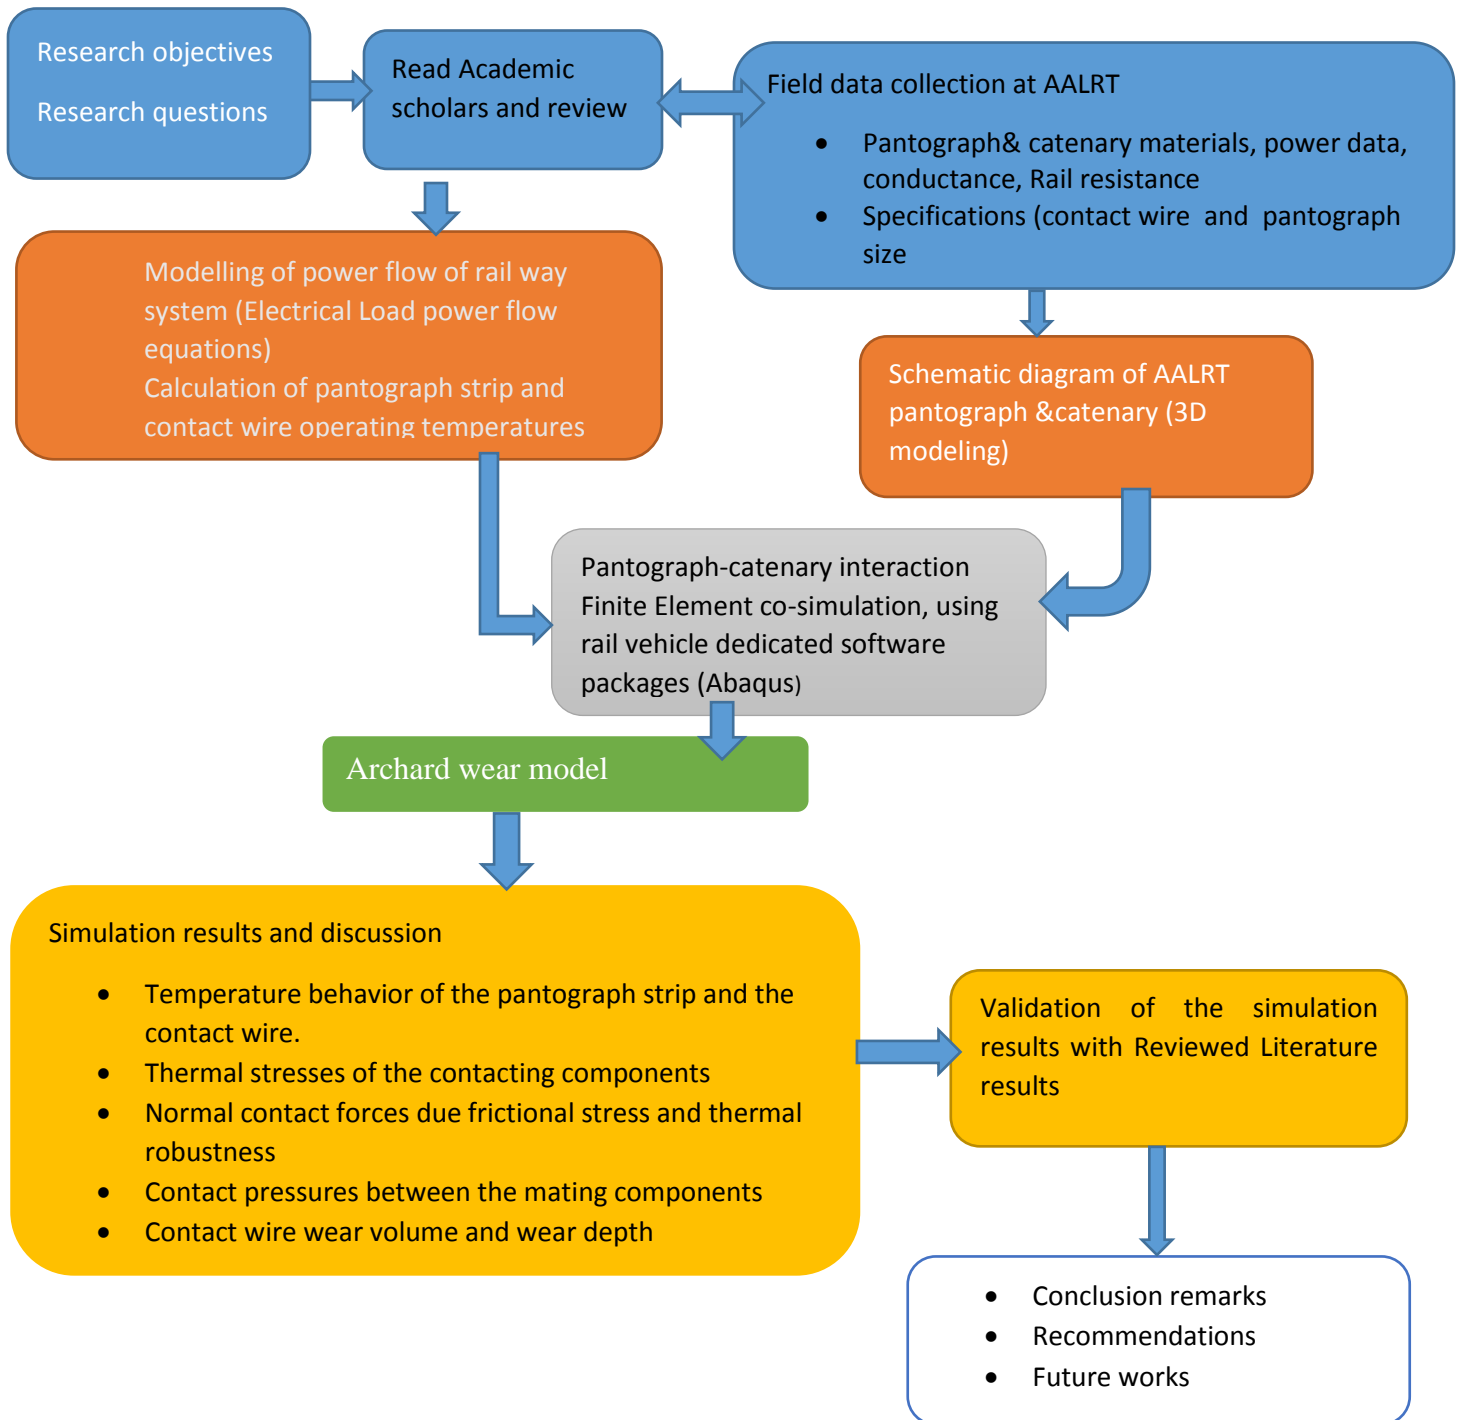 Research objectives
Research questions
Read Academic
scholars and review
Field data collection at AALRT
• Pantograph& catenary materials, power data,
conductance, Rail resistance
• Specifications (contact wire and pantograph
size
Modelling of power flow of rail way
system (Electrical Load power flow
equations)
Calculation of pantograph strip and
contact wire operating temperatures
Schematic diagram of AALRT
pantograph &catenary (3D
modeling)
Pantograph-catenary interaction
Finite Element co-simulation, using
rail vehicle dedicated software
packages (Abaqus)
Archard wear model
Simulation results and discussion
• Temperature behavior of the pantograph strip and the
contact wire.
• Thermal stresses of the contacting components
• Normal contact forces due frictional stress and thermal
robustness
• Contact pressures between the mating components
• Contact wire wear volume and wear depth
Validation of the simulation
results with Reviewed Literature
results
• Conclusion remarks
• Recommendations
• Future works